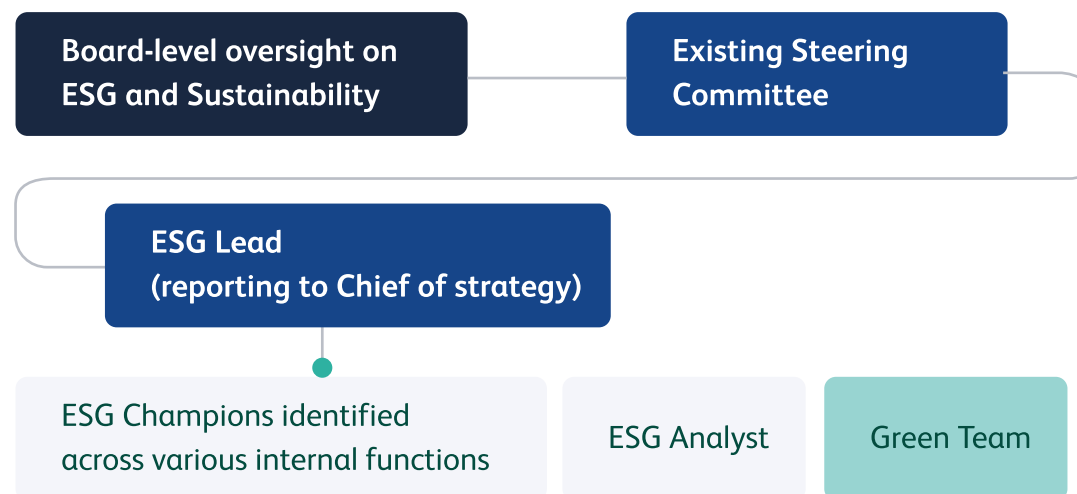 Board-level oversight on
ESG and Sustainability
Existing Steering
Committee
ESG Lead
(reporting to Chief of strategy)
ESG Champions identified
across various internal functions
ESG Analyst
Green Team